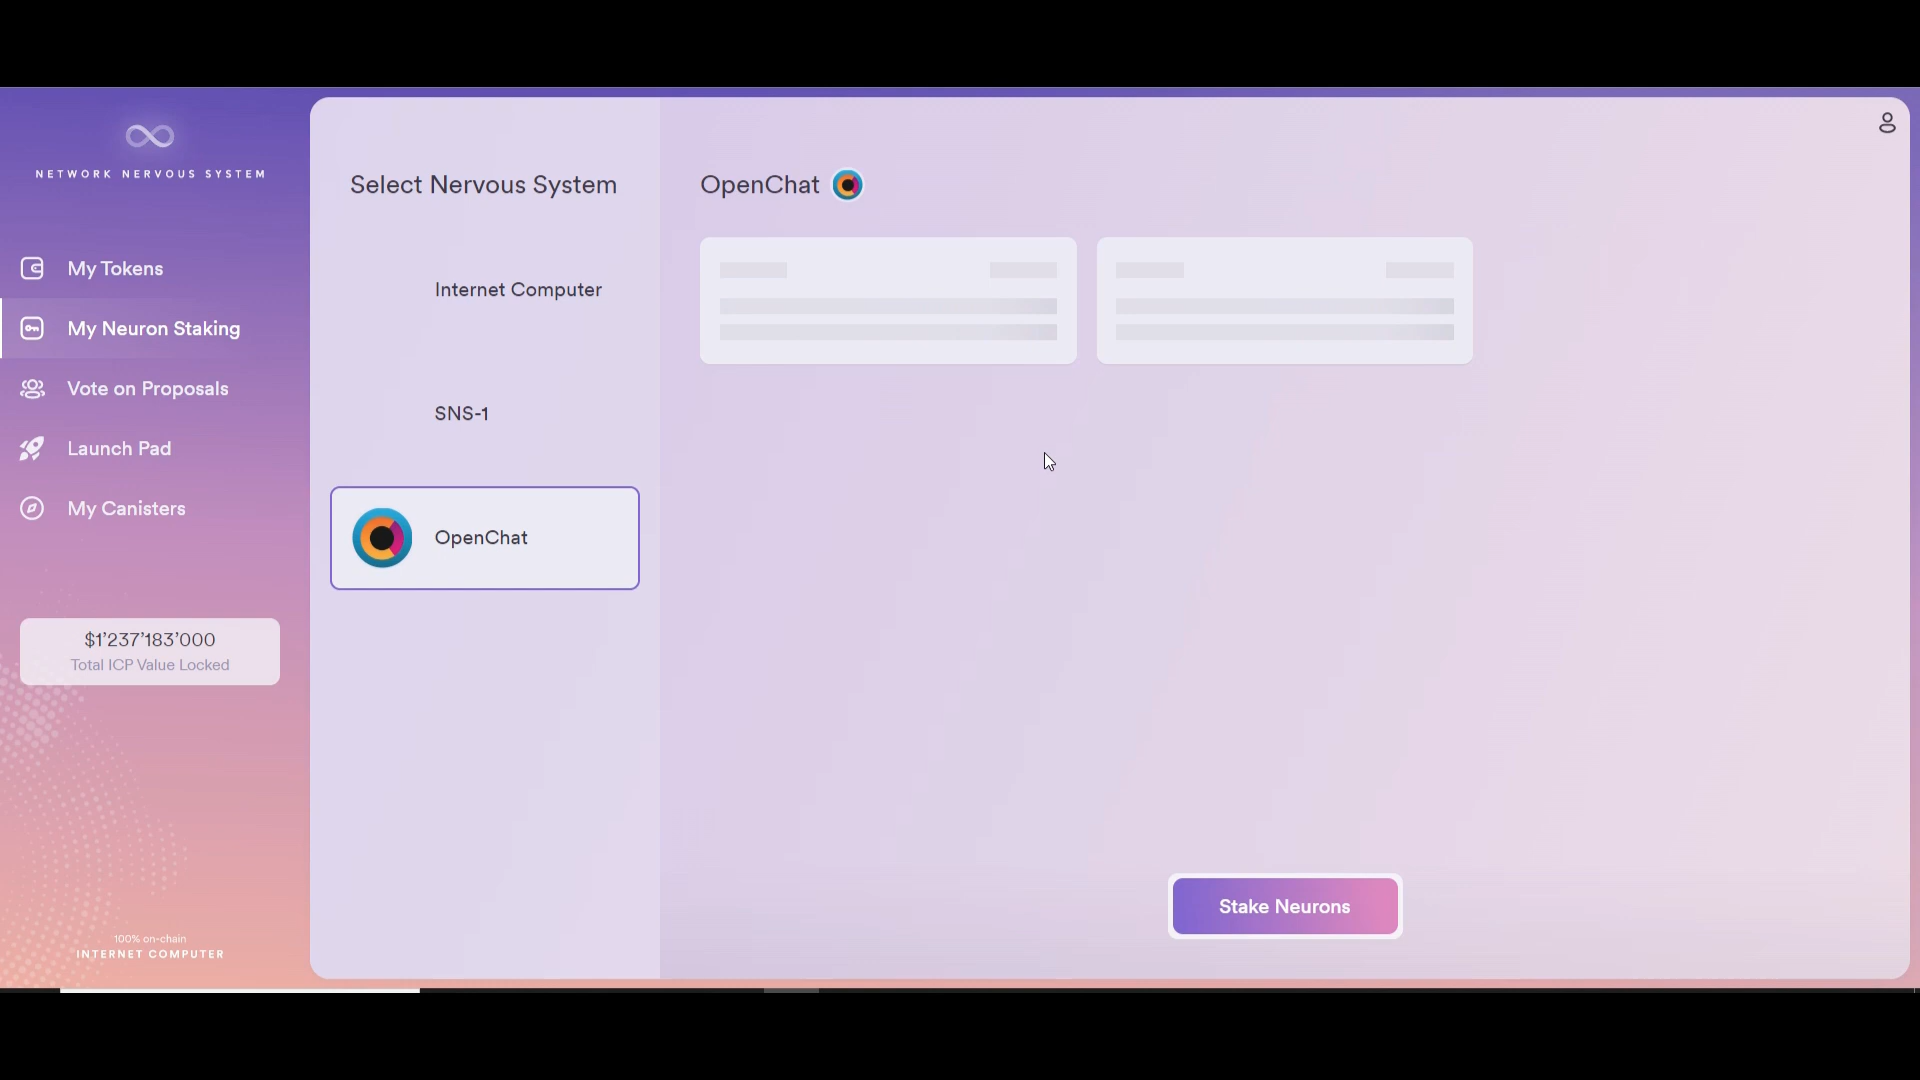 NETWORK NERVOUS SYSTEM
My Tokens
My Neuron Staking
Vote on Proposals
Launch Pad
My Canisters
$1’237’183’000
Total ICP Value Locked
100% on-chain
INTERNET COMPUTER
Select Nervous System
Internet Computer
SNS-1
OpenChat
OpenChat
Stake Neurons